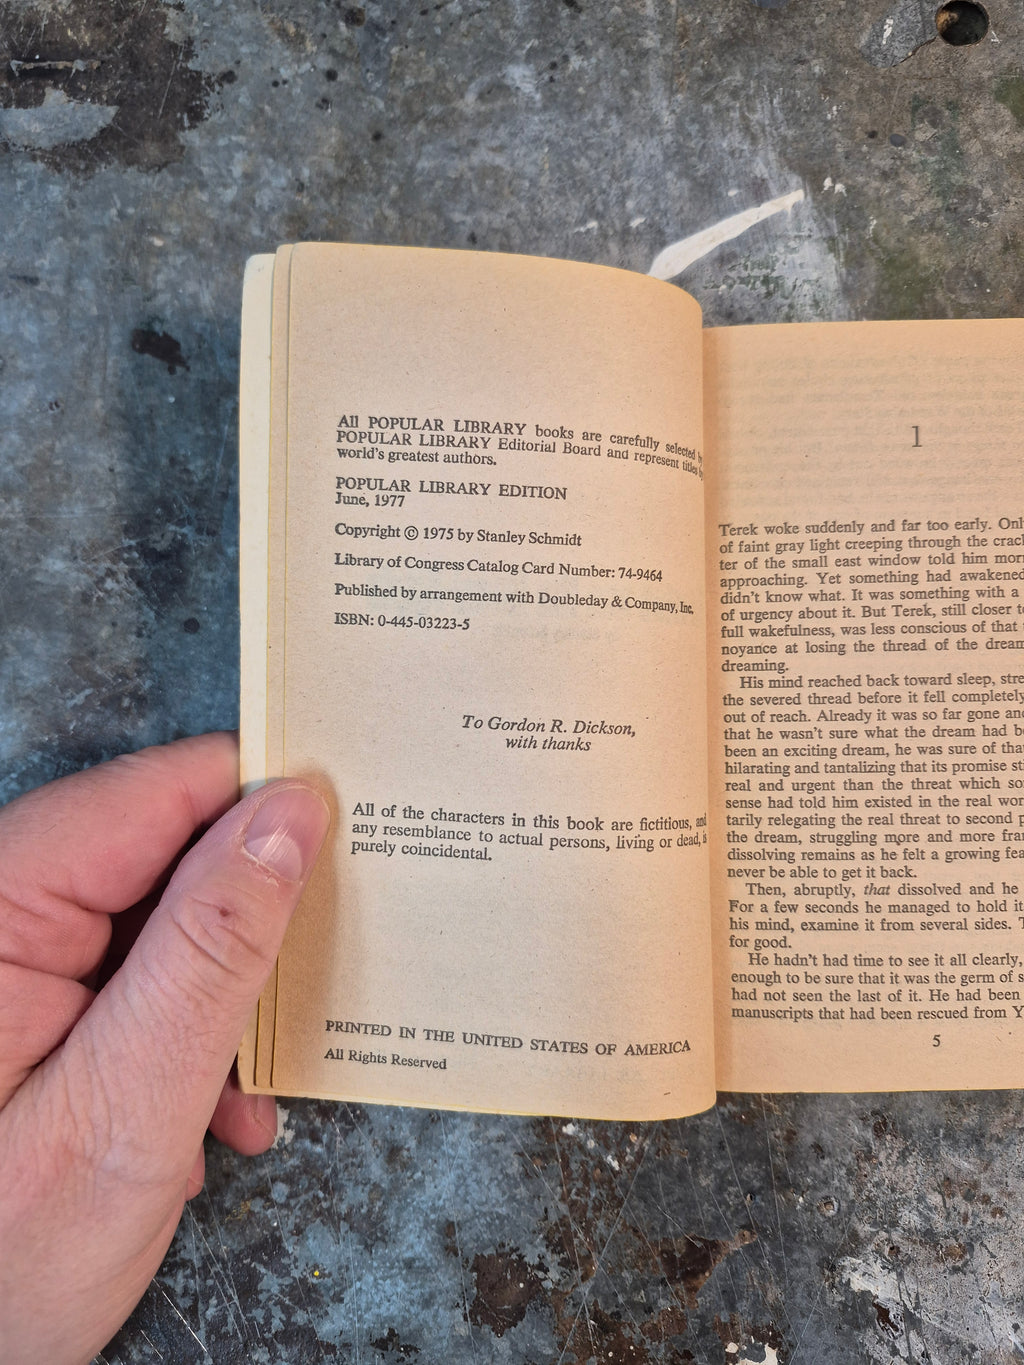 All POPULAR LIBRARY books are carefully selected
POPULAR LIBRARY Editorial Board and represent titles
world's greatest authors.
POPULAR LIBRARY EDITION
June, 1977
Copyright © 1975 by Stanley Schmidt
Library of Congress Catalog Card Number: 74-9464
Published by arrangement with Doubleday & Company, Inc.
ISBN: 0-445-03223-5
To Gordon R. Dickson,
with thanks
All of the characters in this book are fictitious, and
any resemblance to actual persons, living or dead, is
purely coincidental.
PRINTED IN THE UNITED STATES OF AMERICA
All Rights Reserved
1
Terek woke suddenly and far too early.
of faint gray light creeping through the
ter of the small east window told him
approaching. Yet something had awakened
didn't know what. It was something with a
of urgency about it. But Terek, still closer
full wakefulness, was less conscious of that
noyance at losing the thread of the
dreaming.
His mind reached back toward sleep,
the severed thread before it fell completely
out of reach. Already it was so far gone
that he wasn't sure what the dream had
been an exciting dream, he was sure of
hilarating and tantalizing that its promise
real and urgent than the threat which
sense had told him existed in the real
tarily relegating the real threat to second
the dream, struggling more and more
dissolving remains as he felt a growing
never be able to get it back.
Then, abruptly, that dissolved and he
For a few seconds he managed to hold
his mind, examine it from several sides.
for good.
He hadn't had time to see it all clearly,
enough to be sure that it was the germ of
had not seen the last of it. He had been
manuscripts that had been rescued from
5